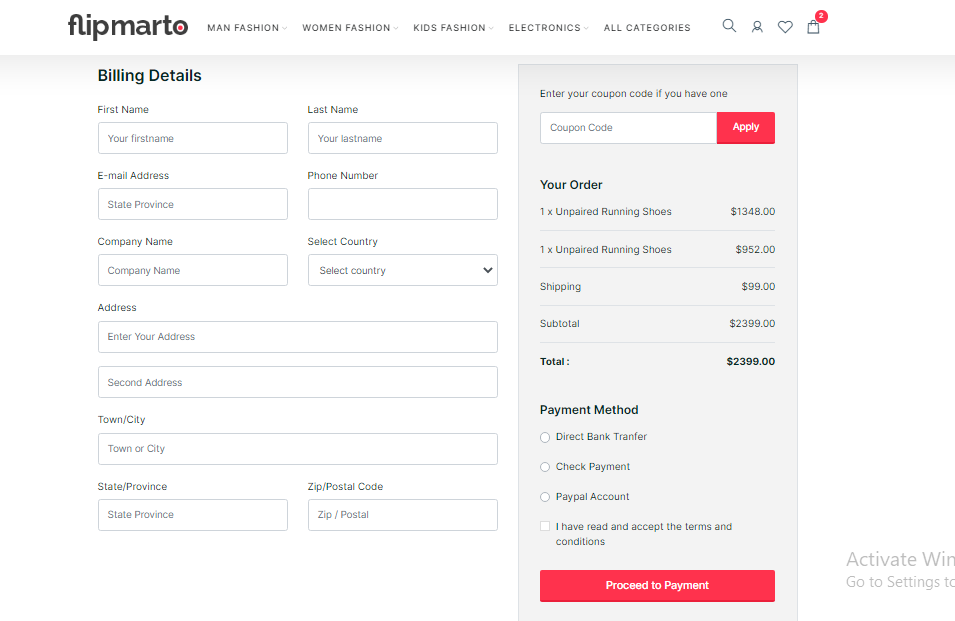 flipmarto MAN FASHION WOMEN FASHION KIDS FASHION ELECTRONICS ALL CATEGORIES 2
Billing Details
First Name Last Name
Your firstname Your lastname
E-mail Address Phone Number
State Province
Company Name Select Country
Company Name Select country
Address
Enter Your Address
Second Address
Town/City
Town or City
State/Province Zip/Postal Code
State Province Zip / Postal
Enter your coupon code if you have one
Coupon Code Apply
Your Order
1 x Unpaired Running Shoes $1348.00
1 x Unpaired Running Shoes $952.00
Shipping $99.00
Subtotal $2399.00
Total : $2399.00
Payment Method
Direct Bank Tranfer
Check Payment
Paypal Account
I have read and accept the terms and
conditions
Proceed to Payment
Activate Win
Go to Settings to